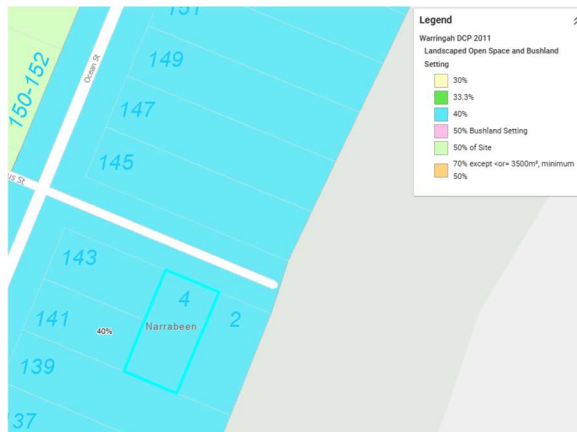 151
149
147
145
150-152
Ocean St
us St
143
141
139
137
4
2
40%
Narrabeen
Legend
Warringah DCP 2011
Landscaped Open Space and Bushland
Setting
30%
33.3%
40%
50% Bushland Setting
50% of Site
70% except <or= 3500m², minimum
50%